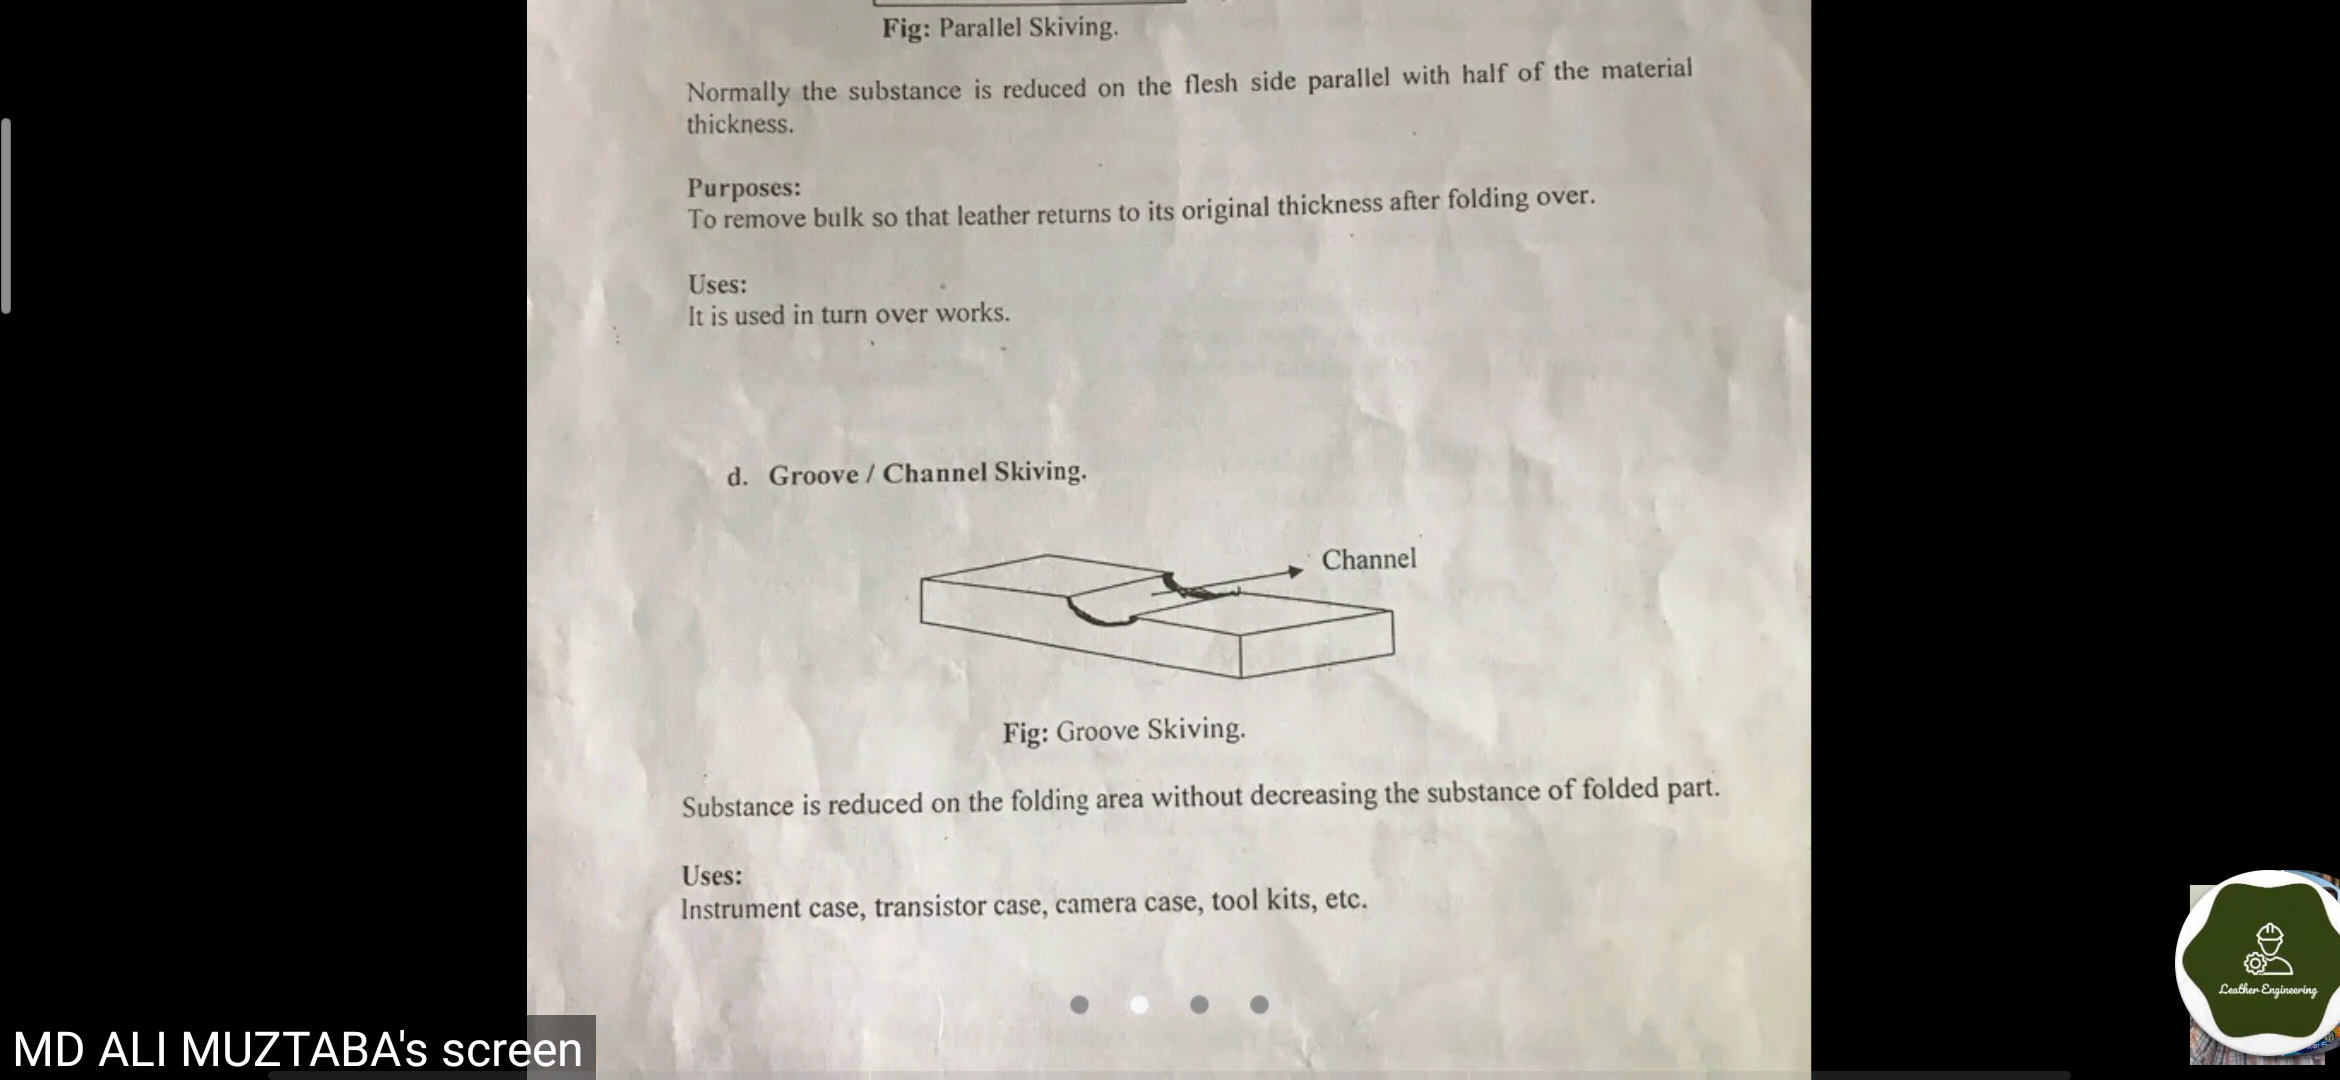 Fig: Parallel Skiving.
Normally the substance is reduced on the flesh side parallel with half of the material
thickness.
Purposes:
To remove bulk so that leather returns to its original thickness after folding over.
Uses:
It is used in turn over works.
d. Groove / Channel Skiving.
Channel
Fig: Groove Skiving.
Substance is reduced on the folding area without decreasing the substance of folded part.
Uses:
Instrument case, transistor case, camera case, tool kits, etc.
Leather Engineering
MD ALI MUZTABA's screen